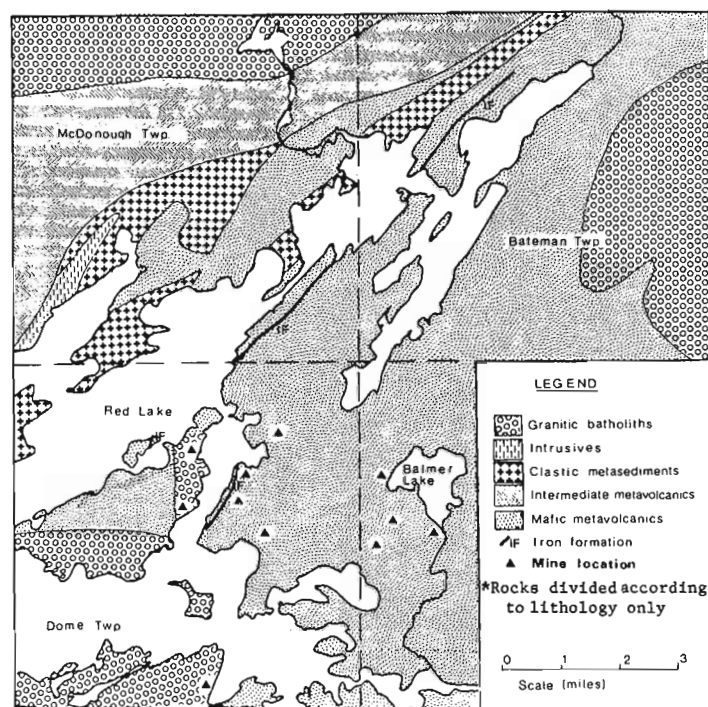 McDonough Twp.
IF
Bateman Twp.
IF
LEGEND
Red Lake
IF
Granitic batholiths
Intrusives
Balmer
Lake
Clastic metasediments
Intermediate metavolcanics
Mafic metavolcanics
IF Iron formation
Mine location
*Rocks divided according
to lithology only
Dome Twp
0 1 2 3
Scale (miles)